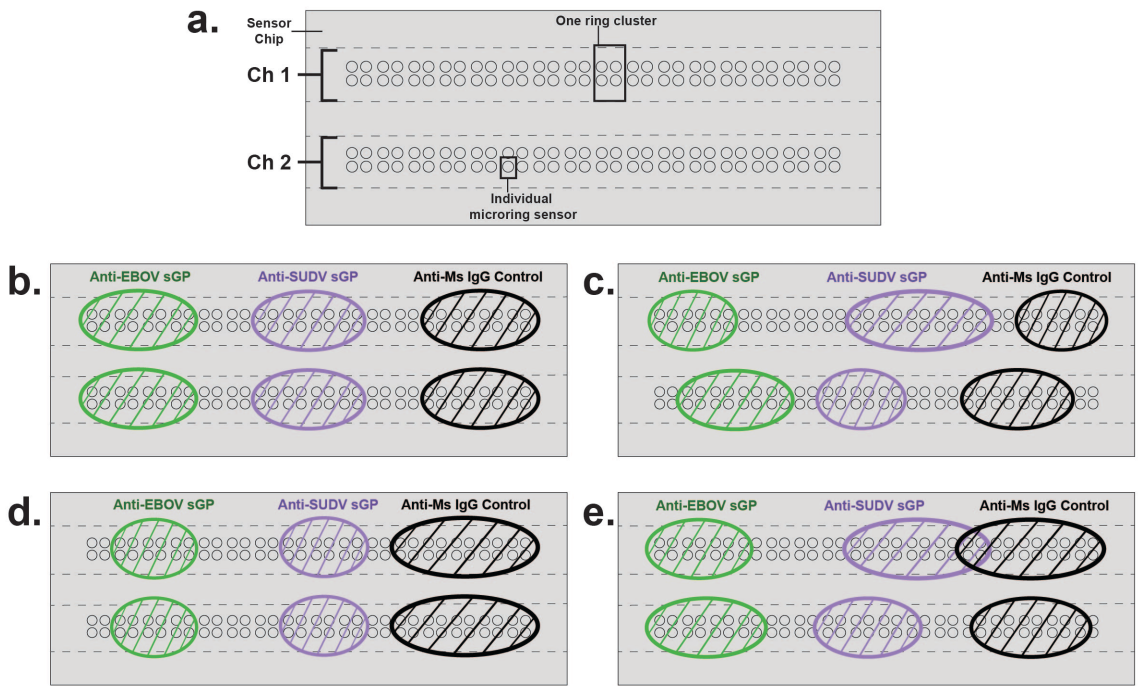 a.
Sensor
Chip
One ring cluster
Ch 1
Ch 2
Individual
microring sensor
b.
Anti-EBOV sGP
Anti-SUDV sGP
Anti-Ms IgG Control
c.
Anti-EBOV sGP
Anti-SUDV sGP
Anti-Ms IgG Control
d.
Anti-EBOV sGP
Anti-SUDV sGP
Anti-Ms IgG Control
e.
Anti-EBOV sGP
Anti-SUDV sGP
Anti-Ms IgG Control